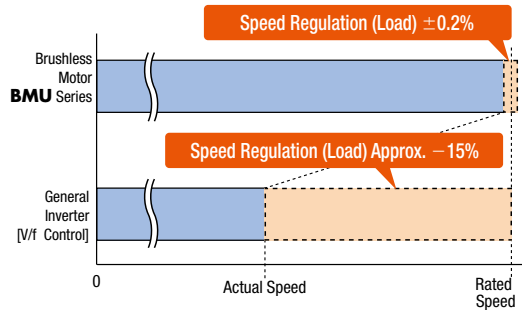 Speed Regulation (Load) ±0.2%
Brushless
Motor
BMU Series
Speed Regulation (Load) Approx. −15%
General
Inverter
[V/f Control]
0
Actual Speed
Rated
Speed